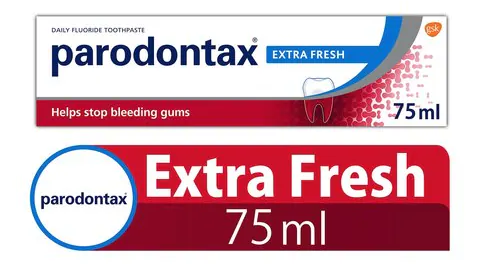 DAILY FLUORIDE TOOTHPASTE
parodontax
EXTRA FRESH
gsk
Helps stop bleeding gums
75ml
parodontax
Extra Fresh
75ml